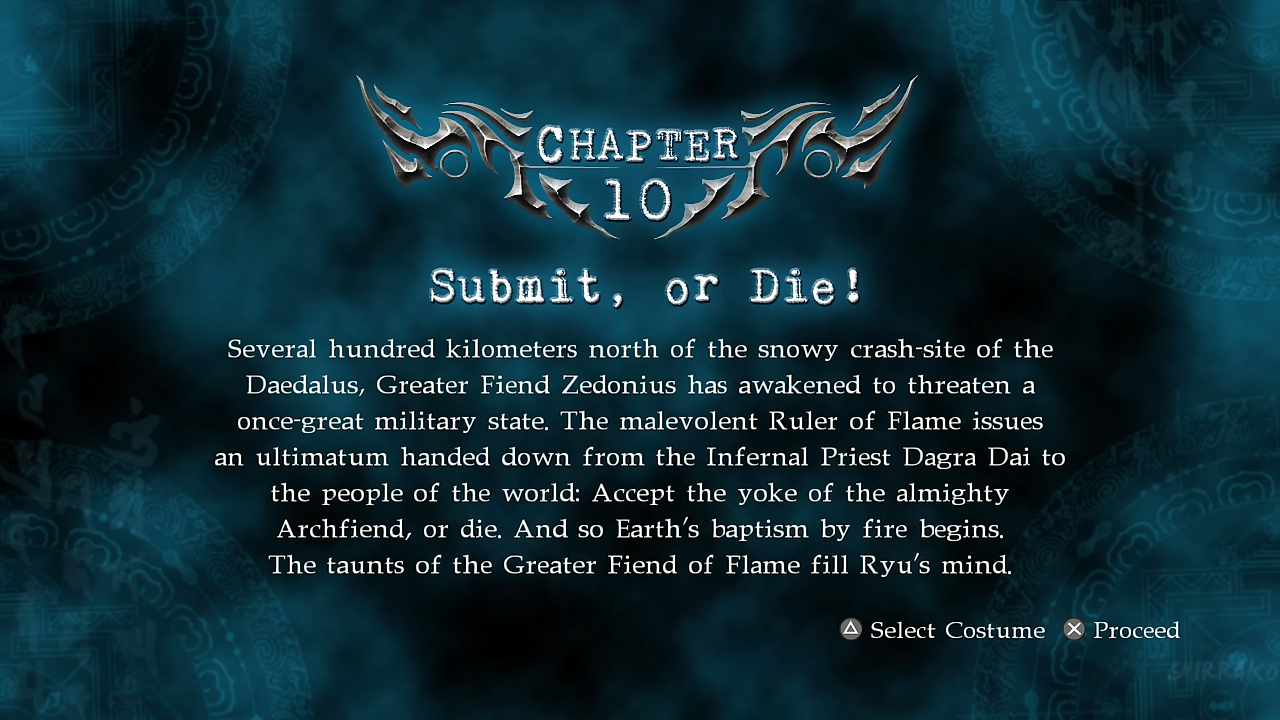 CHAPTER
10
Submit, or Die!
Several hundred kilometers north of the snowy crash-site of the
Daedalus, Greater Fiend Zedonius has awakened to threaten a
once-great military state. The malevolent Ruler of Flame issues
an ultimatum handed down from the Infernal Priest Dagra Dai to
the people of the world: Accept the yoke of the almighty
Archfiend, or die. And so Earth's baptism by fire begins.
The taunts of the Greater Fiend of Flame fill Ryu's mind.
Select Costume Proceed